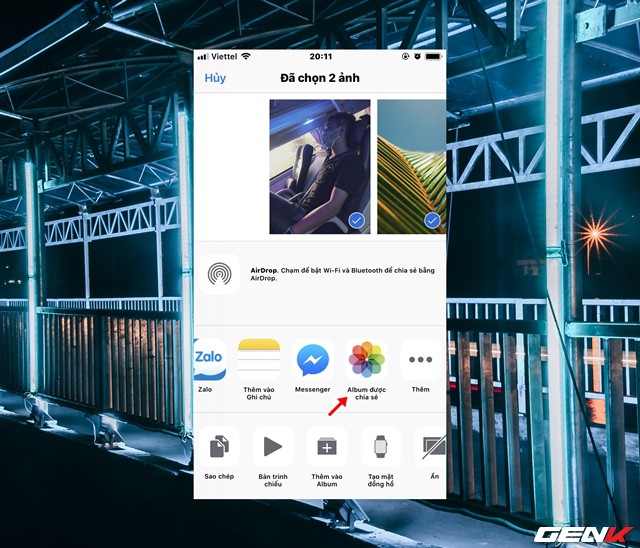 Viettel 20:11
Hủy Đã chọn 2 ảnh
AirDrop. Chạm để bật Wi-Fi và Bluetooth để chia sẻ bằng
AirDrop.
Zalo
Zalo Thêm vào Messenger Album được Thêm
Ghi chú chia sẻ
Sao chép Bản trình Thêm vào Tạo mặt Ẩn
chiếu Album đồng hồ
GENK